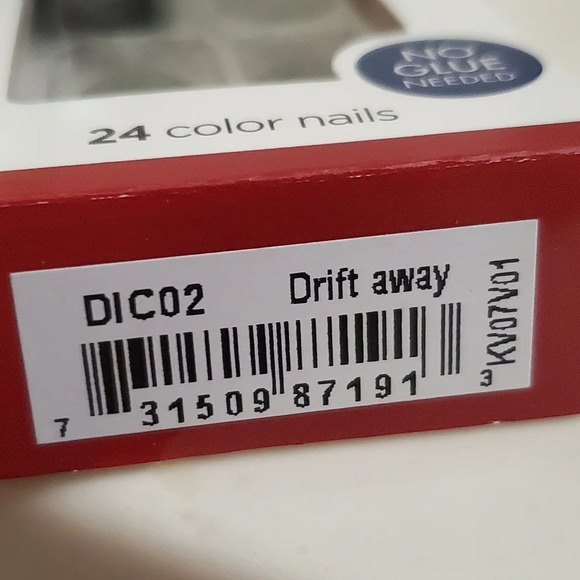 NO
GLUE
NEEDED
24 color nails
DIC02 Drift away
7 31509 87191 3
KV07V01